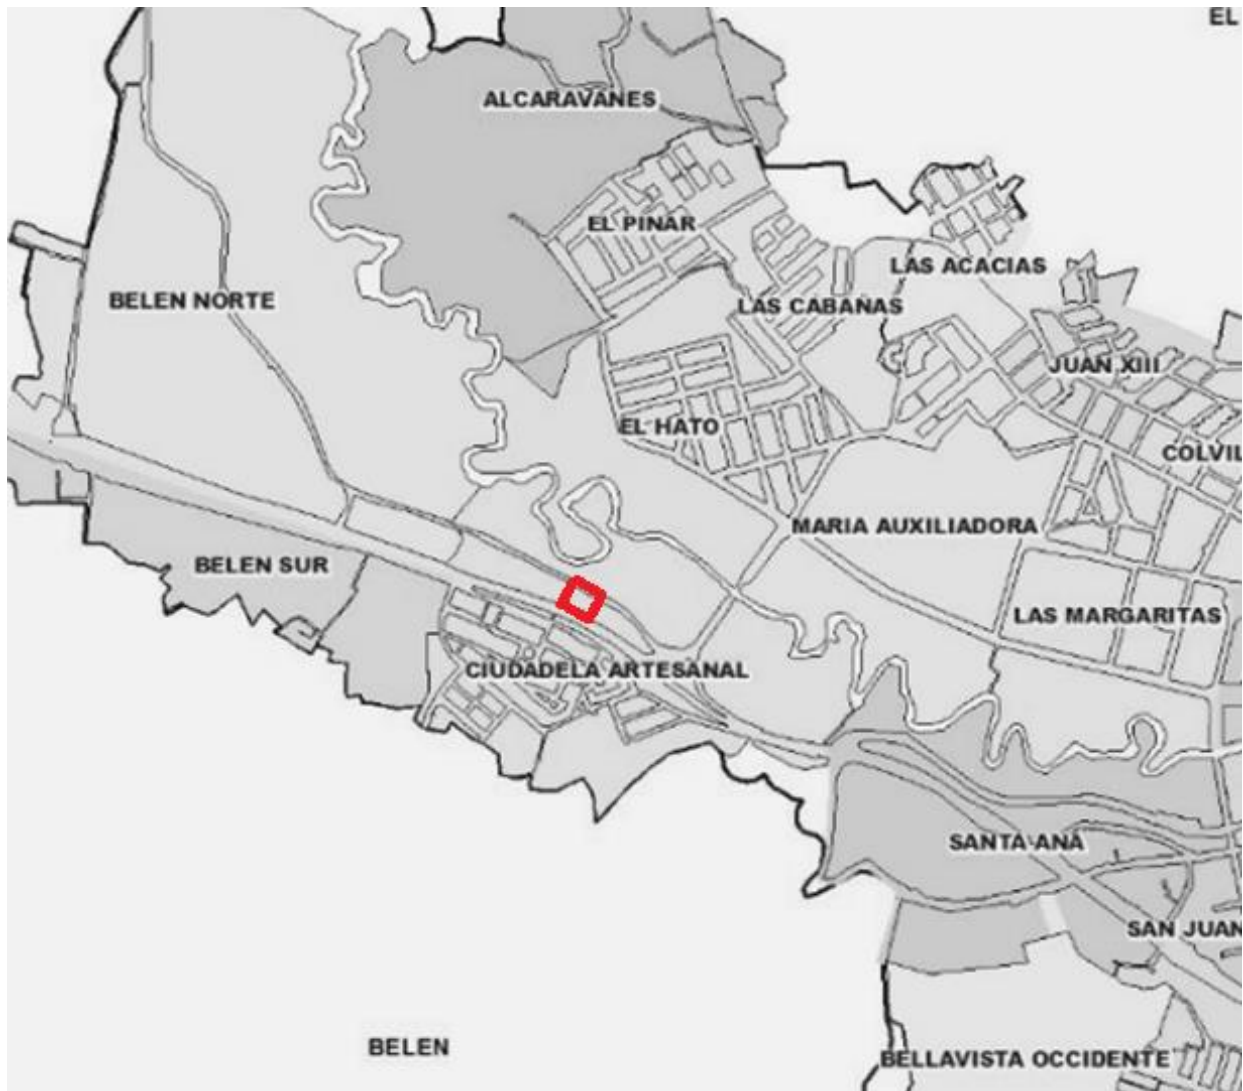 EL
ALCARAVANES
EL PINAR
LAS ACACIAS
BELEN NORTE
LAS CABAÑAS
JUAN XIII
EL HATO
COLVIL
MARIA AUXILIADORA
BELEN SUR
LAS MARGARITAS
CIUDADELA ARTESANAL
SANTA ANA
SAN JUAN
BELEN
BELLAVISTA OCCIDENTE